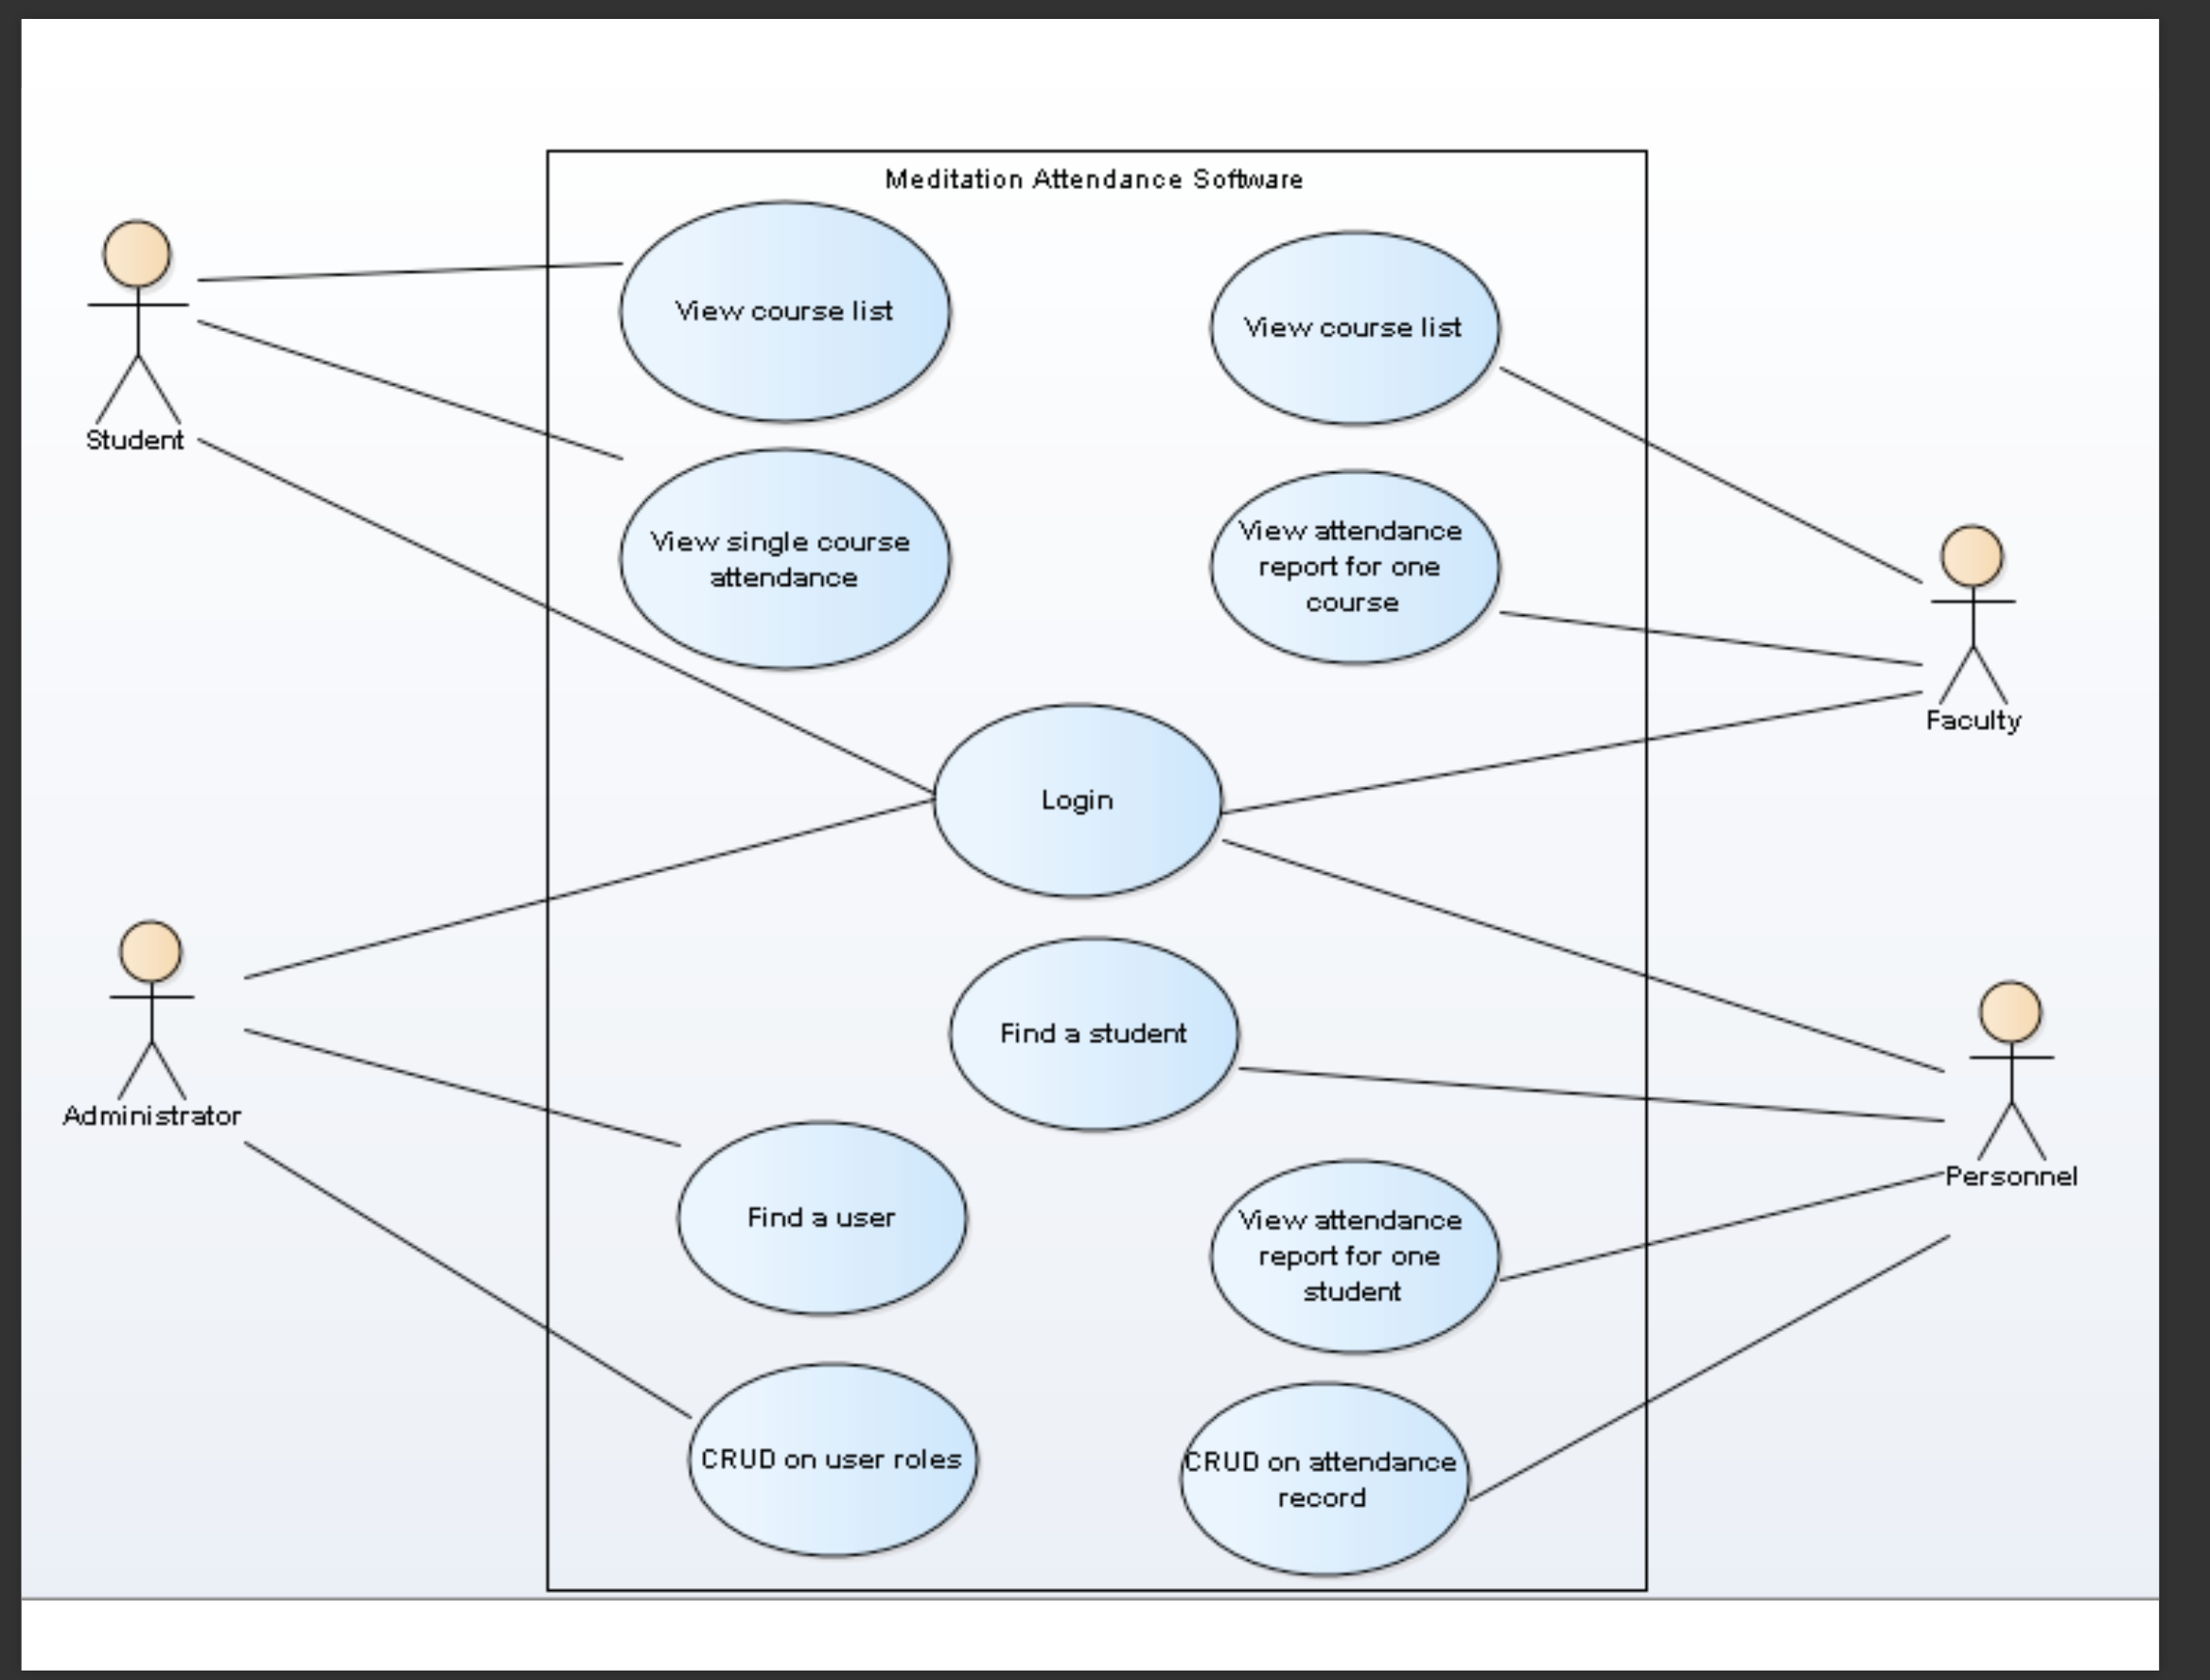 Meditation Attendance Software
View course list
View course list
Student
View single course
attendance
View attendance
report for one
course
Faculty
Login
Find a student
Administrator
Personnel
Find a user
View attendance
report for one
student
CRUD on user roles
CRUD on attendance
record